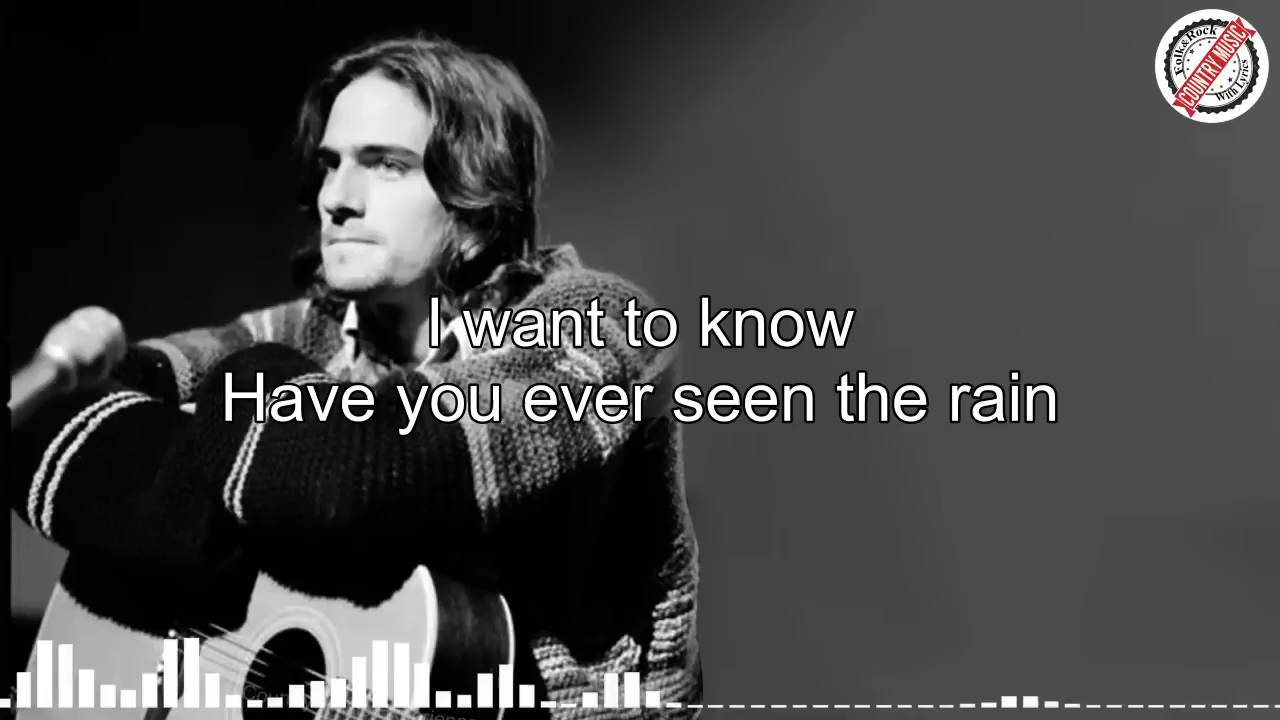 Folk&Rock
COUNTRY MUSIC
With Lyrics
I want to know
Have you ever seen the rain